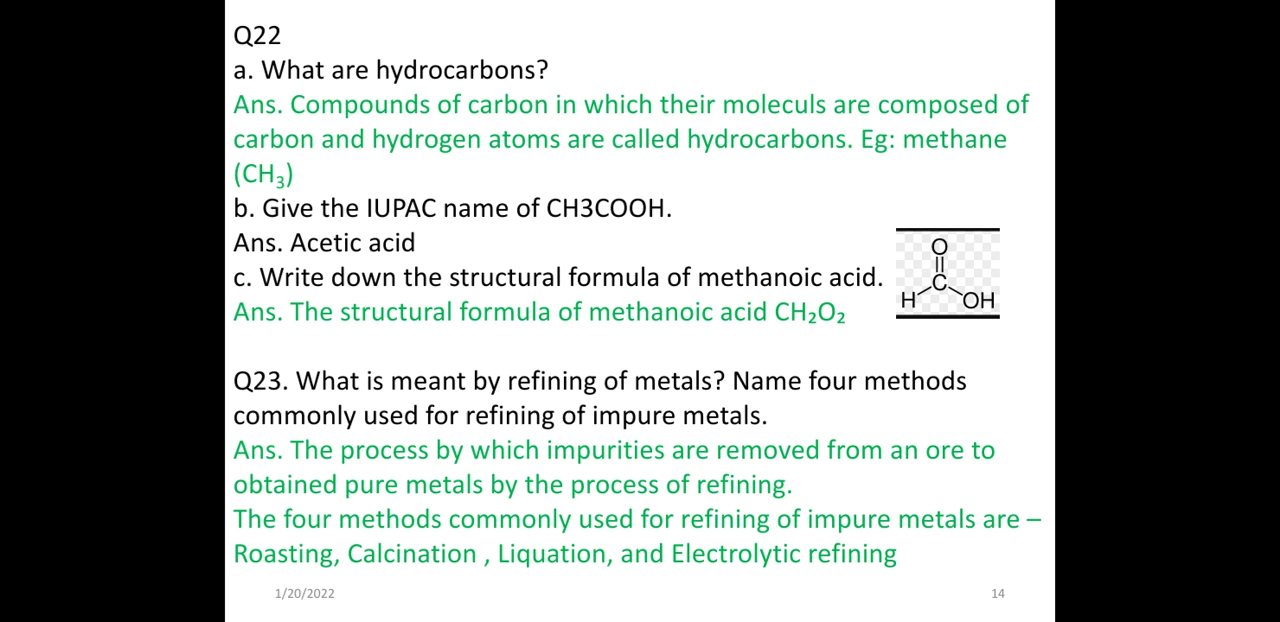 Q22
a. What are hydrocarbons?
Ans. Compounds of carbon in which their moleculs are composed of
carbon and hydrogen atoms are called hydrocarbons. Eg: methane
(CH₃)
b. Give the IUPAC name of CH3COOH.
Ans. Acetic acid
c. Write down the structural formula of methanoic acid.
Ans. The structural formula of methanoic acid CH₂O₂
O
C
H OH
Q23. What is meant by refining of metals? Name four methods
commonly used for refining of impure metals.
Ans. The process by which impurities are removed from an ore to
obtained pure metals by the process of refining.
The four methods commonly used for refining of impure metals are –
Roasting, Calcination , Liquation, and Electrolytic refining
1/20/2022 14